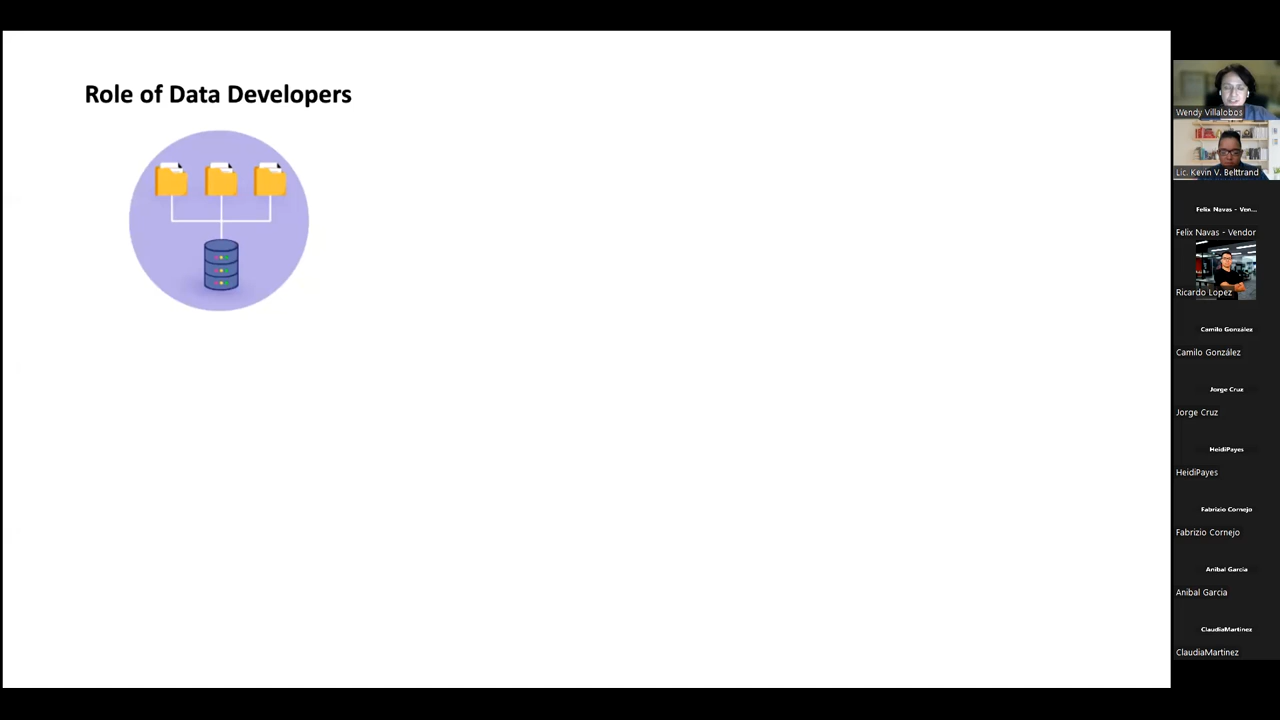 Role of Data Developers
Wendy Villalobos
Lic. Kevin V. Belttrand
Felix Navas - Ven...
Felix Navas - Vendor
Ricardo Lopez
Camilo González
Camilo González
Jorge Cruz
Jorge Cruz
HeidiPayes
HeidiPayes
Fabrizio Cornejo
Fabrizio Cornejo
Anibal Garcia
Anibal Garcia
ClaudiaMartinez
ClaudiaMartinez